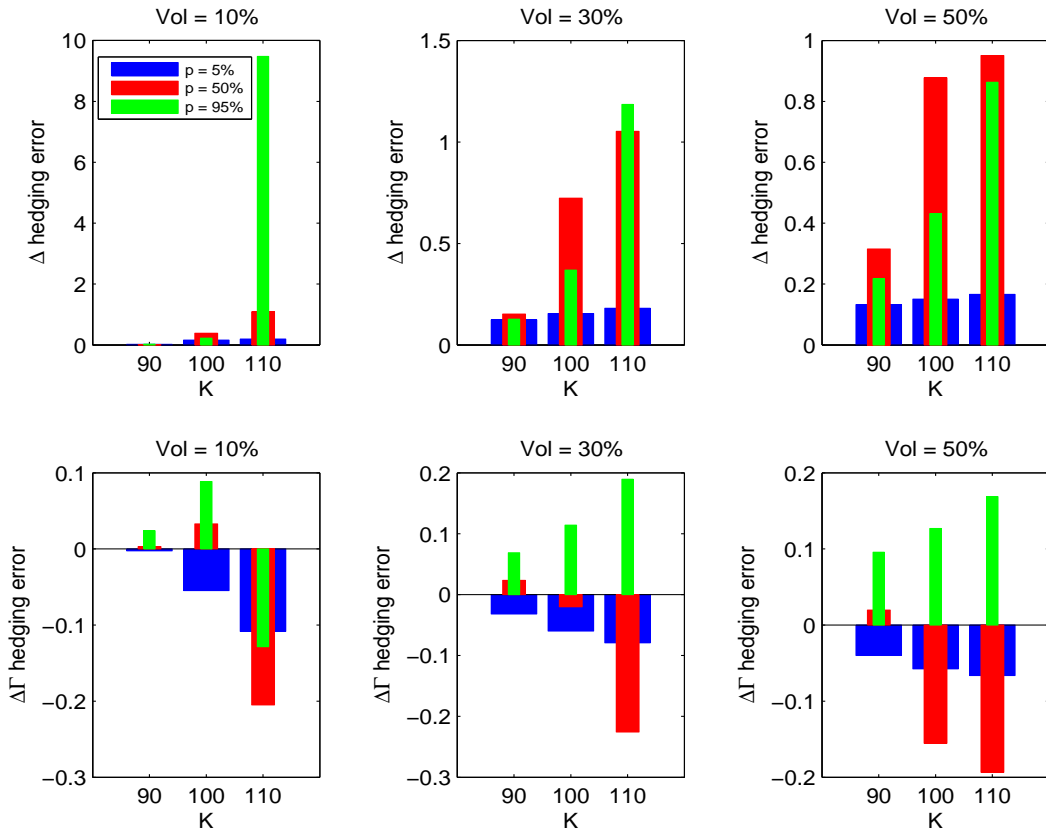 Vol = 10%
10
8
6
4
2
0
Δ hedging error
p = 5%
p = 50%
p = 95%
90 100 110
K
Vol = 30%
1.5
1
0.5
0
Δ hedging error
90 100 110
K
Vol = 50%
1
0.8
0.6
0.4
0.2
0
Δ hedging error
90 100 110
K
Vol = 10%
0.1
0
−0.1
−0.2
−0.3
ΔΓ hedging error
90 100 110
K
Vol = 30%
0.2
0.1
0
−0.1
−0.2
−0.3
ΔΓ hedging error
90 100 110
K
Vol = 50%
0.2
0.1
0
−0.1
−0.2
ΔΓ hedging error
90 100 110
K